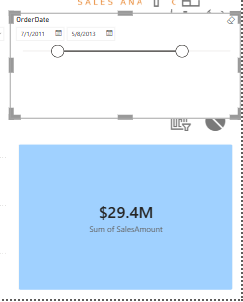 SALES ANA
OrderDate
7/1/2011 5/8/2013
$29.4M
Sum of SalesAmount